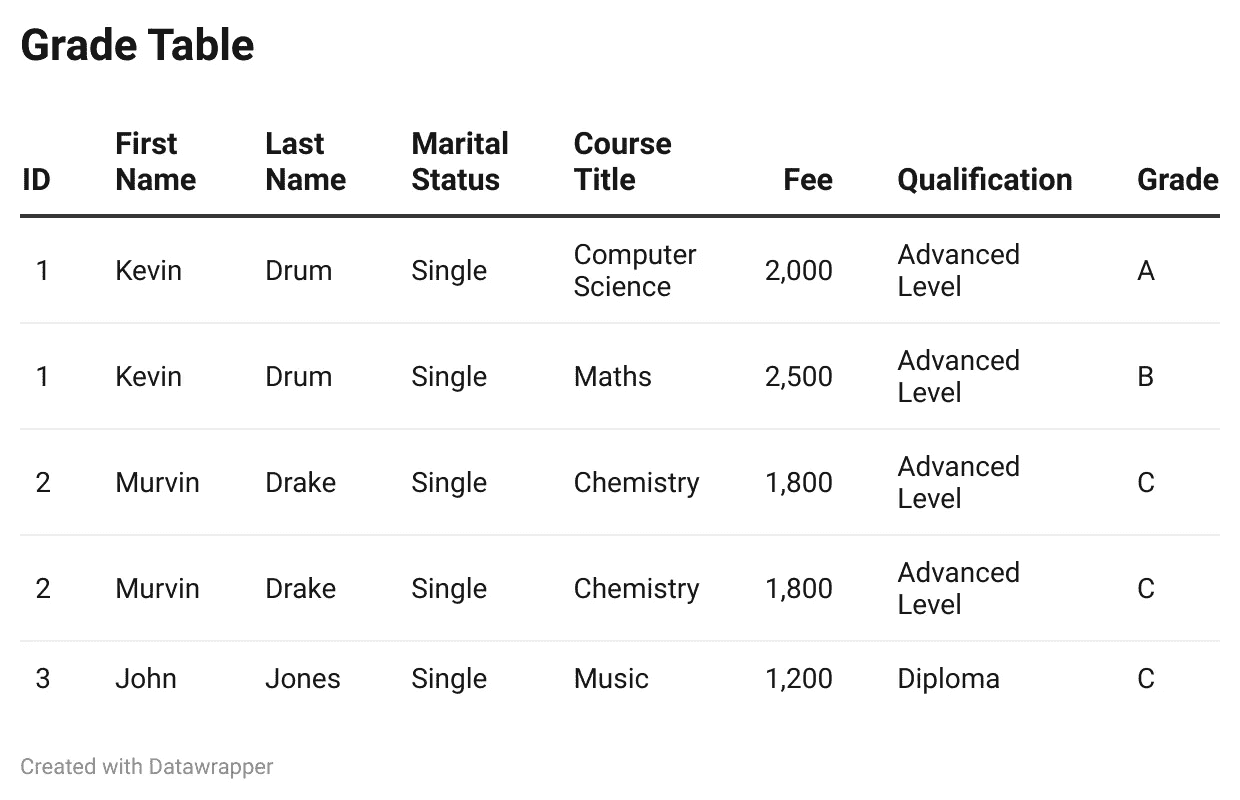 Grade Table
ID First Name Last Name Marital Status Course Title Fee Qualification Grade
1 Kevin Drum Single Computer Science 2,000 Advanced Level A
1 Kevin Drum Single Maths 2,500 Advanced Level B
2 Murvin Drake Single Chemistry 1,800 Advanced Level C
2 Murvin Drake Single Chemistry 1,800 Advanced Level C
3 John Jones Single Music 1,200 Diploma C
Created with Datawrapper